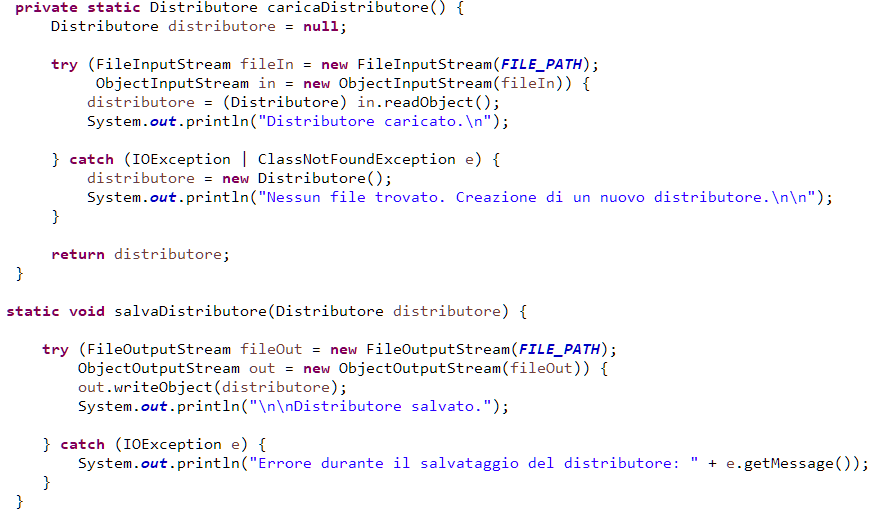 private static Distributore caricaDistributore() {
Distributore distributore = null;
try (FileInputStream fileIn = new FileInputStream(FILE_PATH);
ObjectInputStream in = new ObjectInputStream(fileIn)) {
distributore = (Distributore) in.readObject();
System.out.println("Distributore caricato.\n");
} catch (IOException | ClassNotFoundException e) {
distributore = new Distributore();
System.out.println("Nessun file trovato. Creazione di un nuovo distributore.\n\n");
}
return distributore;
}
static void salvaDistributore(Distributore distributore) {
try (FileOutputStream fileOut = new FileOutputStream(FILE_PATH);
ObjectOutputStream out = new ObjectOutputStream(fileOut)) {
out.writeObject(distributore);
System.out.println("\n\nDistributore salvato.");
} catch (IOException e) {
System.out.println("Errore durante il salvataggio del distributore: " + e.getMessage());
}
}